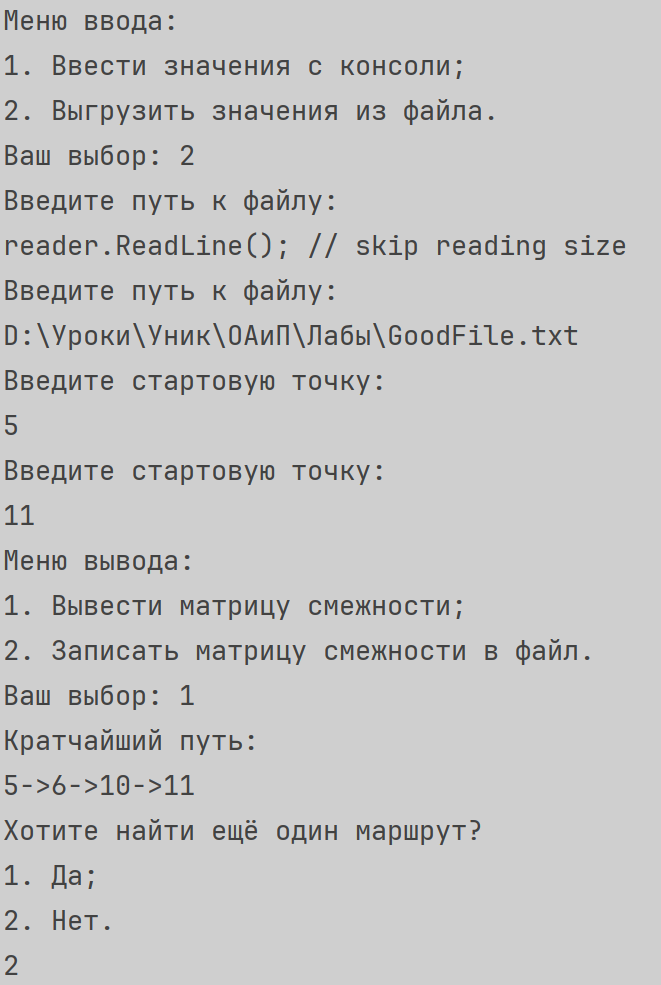 Меню ввода:
1. Ввести значения с консоли;
2. Выгрузить значения из файла.
Ваш выбор: 2
Введите путь к файлу:
reader.ReadLine(); // skip reading size
Введите путь к файлу:
D:\Уроки\Уник\ОАиП\Лабы\GoodFile.txt
Введите стартовую точку:
5
Введите стартовую точку:
11
Меню вывода:
1. Вывести матрицу смежности;
2. Записать матрицу смежности в файл.
Ваш выбор: 1
Кратчайший путь:
5->6->10->11
Хотите найти ещё один маршрут?
1. Да;
2. Нет.
2